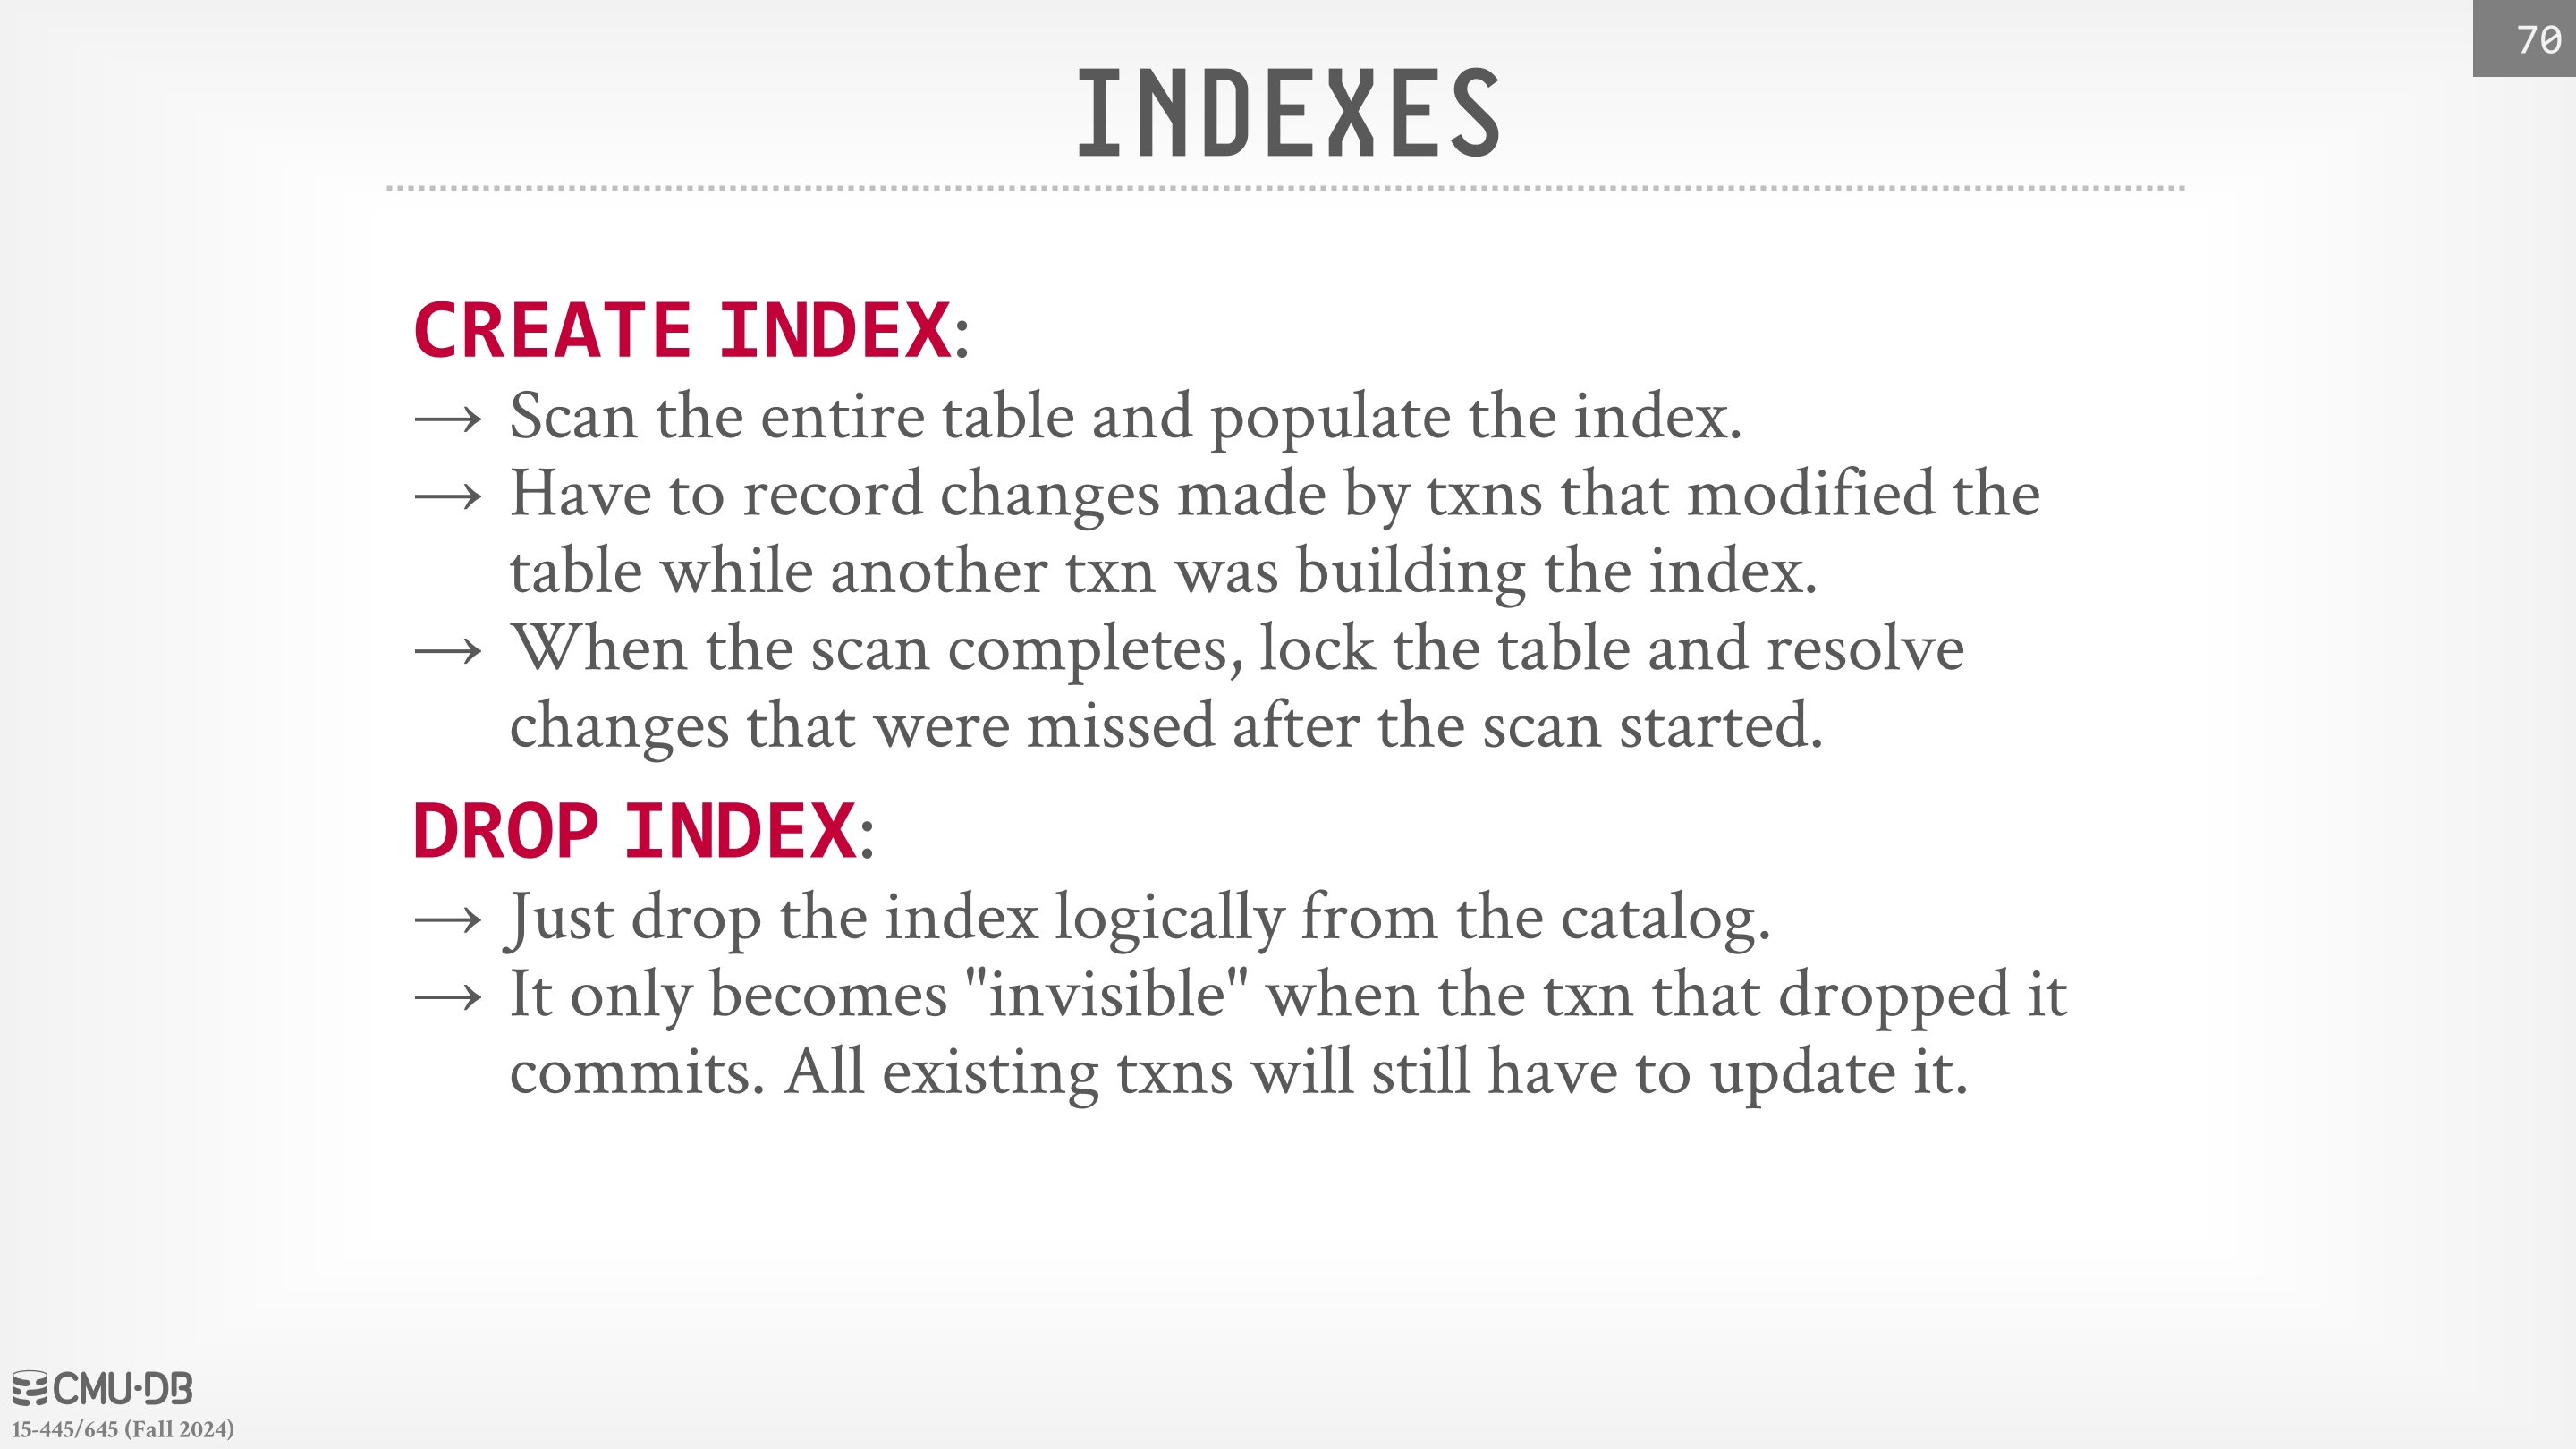 70
INDEXES
CREATE INDEX:
→ Scan the entire table and populate the index.
→ Have to record changes made by txns that modified the
table while another txn was building the index.
→ When the scan completes, lock the table and resolve
changes that were missed after the scan started.
DROP INDEX:
→ Just drop the index logically from the catalog.
→ It only becomes "invisible" when the txn that dropped it
commits. All existing txns will still have to update it.
CMU·DB
15-445/645 (Fall 2024)